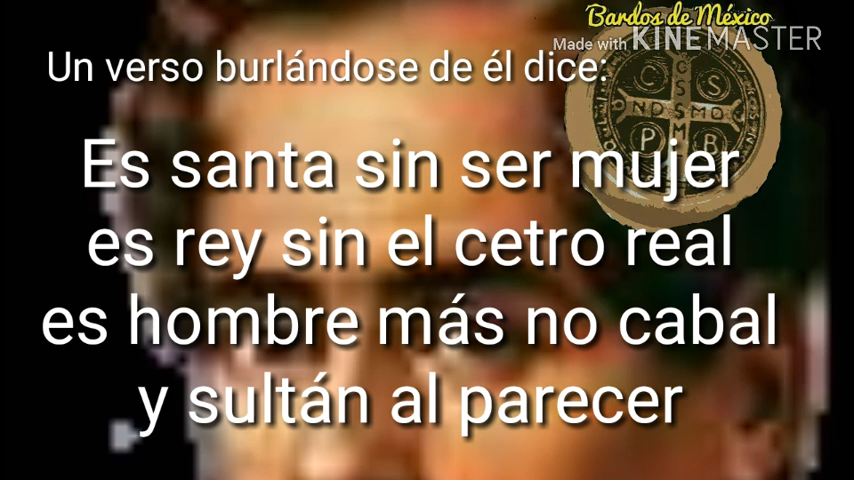 Bardos de México
Made with KINEMASTER
Un verso burlándose de él dice:
C S
S
S
N D S M D
M
P B
Es santa sin ser mujer
es rey sin el cetro real
es hombre más no cabal
y sultán al parecer